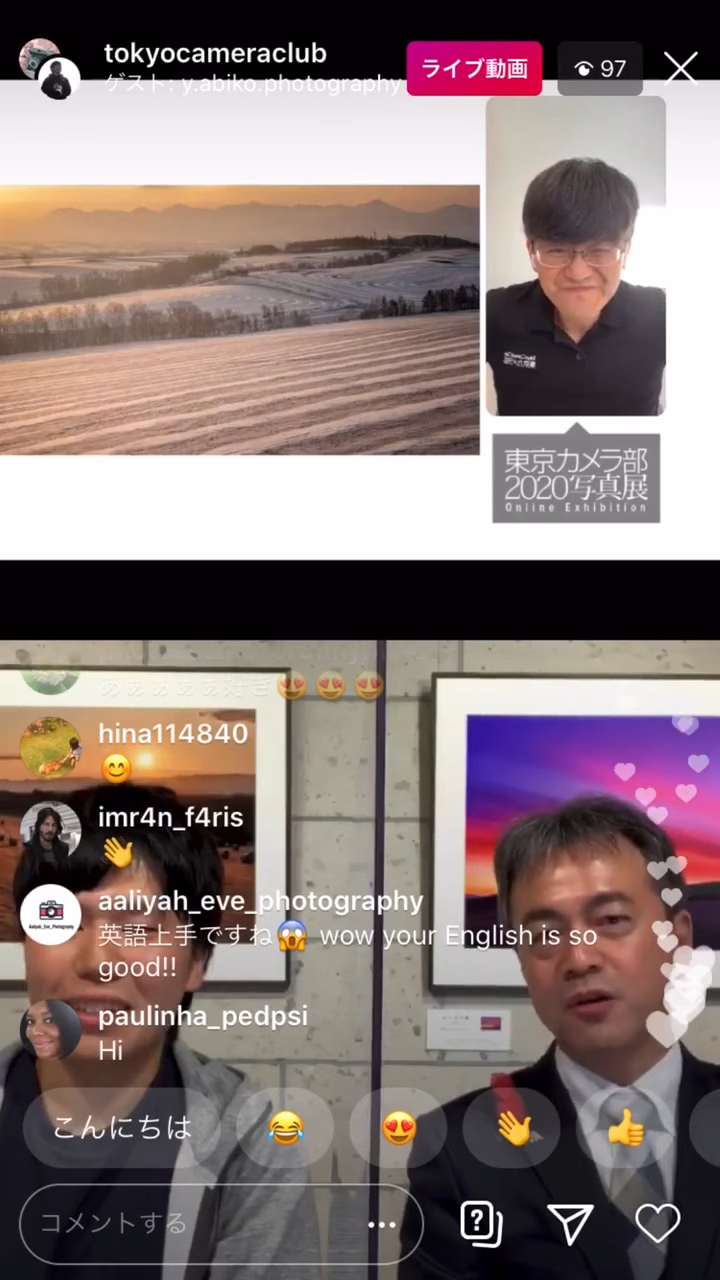 tokyocameraclub
ゲスト: y.abiko.photography
ライブ動画
97
東京カメラ部
2020写真展
Online Exhibition
😍😍😍
hina114840
😊
imr4n_f4ris
👋
aaliyah_eve_photography
英語上手ですね😱 wow your English is so
good!!
paulinha_pedpsi
Hi
こんにちは 😂 😍 👋 👍
コメントする